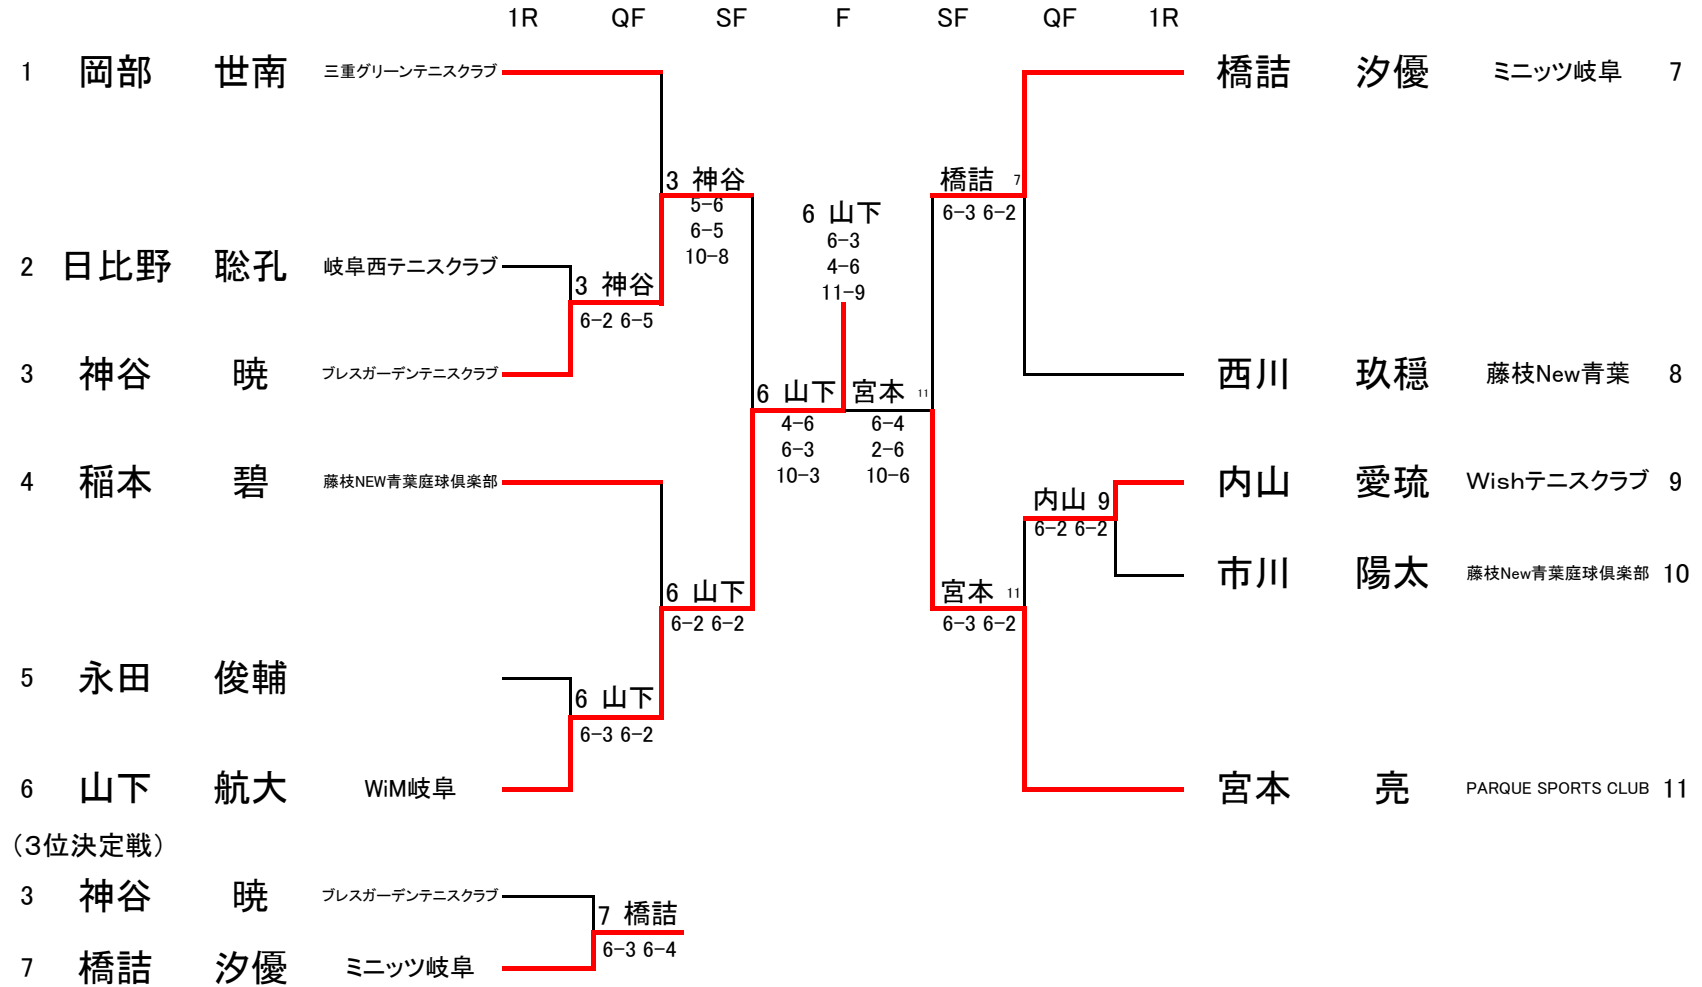 1R QF SF F SF QF 1R
1 岡部 世南 三重グリーンテニスクラブ
橋詰 汐優 ミニッツ岐阜 7
3 神谷
5-6
6-5
10-8
橋詰 7
6-3 6-2
6 山下
6-3
4-6
11-9
2 日比野 聡孔 岐阜西テニスクラブ
3 神谷
6-2 6-5
3 神谷 暁 ブレスガーデンテニスクラブ
西川 玖穏 藤枝New青葉 8
6 山下
4-6
6-3
10-3
宮本 11
6-4
2-6
10-6
4 稲本 碧 藤枝NEW青葉庭球倶楽部
内山 愛琉 Wishテニスクラブ 9
内山 9
6-2 6-2
市川 陽太 藤枝New青葉庭球倶楽部 10
6 山下
6-2 6-2
宮本 11
6-3 6-2
5 永田 俊輔
6 山下
6-3 6-2
6 山下 航大 WiM岐阜
宮本 亮 PARQUE SPORTS CLUB 11
（3位決定戦）
3 神谷 暁 ブレスガーデンテニスクラブ
7 橋詰
6-3 6-4
7 橋詰 汐優 ミニッツ岐阜